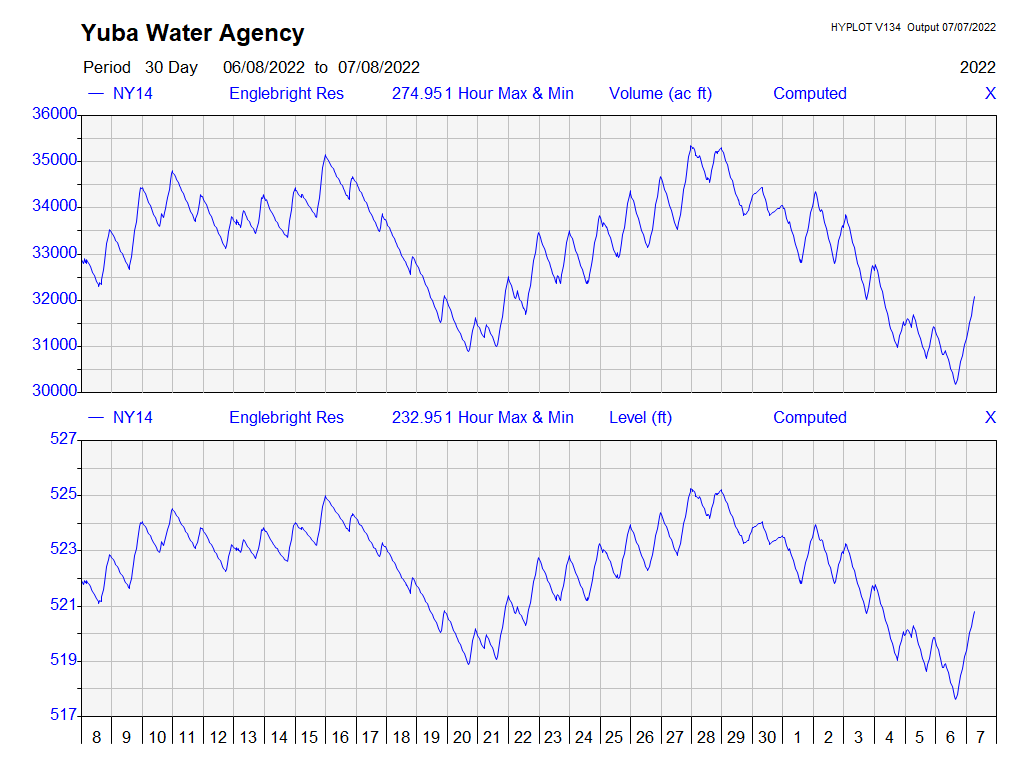 Yuba Water Agency
HYPLOT V134 Output 07/07/2022
Period 30 Day 06/08/2022 to 07/08/2022 2022
NY14 Englebright Res 274.951 Hour Max & Min Volume (ac ft) Computed X
36000
35000
34000
33000
32000
31000
30000
NY14 Englebright Res 232.951 Hour Max & Min Level (ft) Computed X
527
525
523
521
519
517
8 9 10 11 12 13 14 15 16 17 18 19 20 21 22 23 24 25 26 27 28 29 30 1 2 3 4 5 6 7